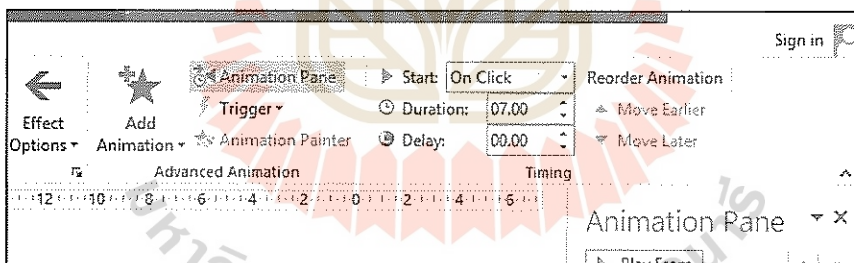 Sign in
Animation Pane
Start: On Click
Reorder Animation
Trigger
Duration: 07.00
Move Earlier
Effect Options
Add Animation
Animation Painter
Delay: 00.00
Move Later
Advanced Animation
Timing
12 10 8 6 4 2 0 2 4 6
Animation Pane
Play From